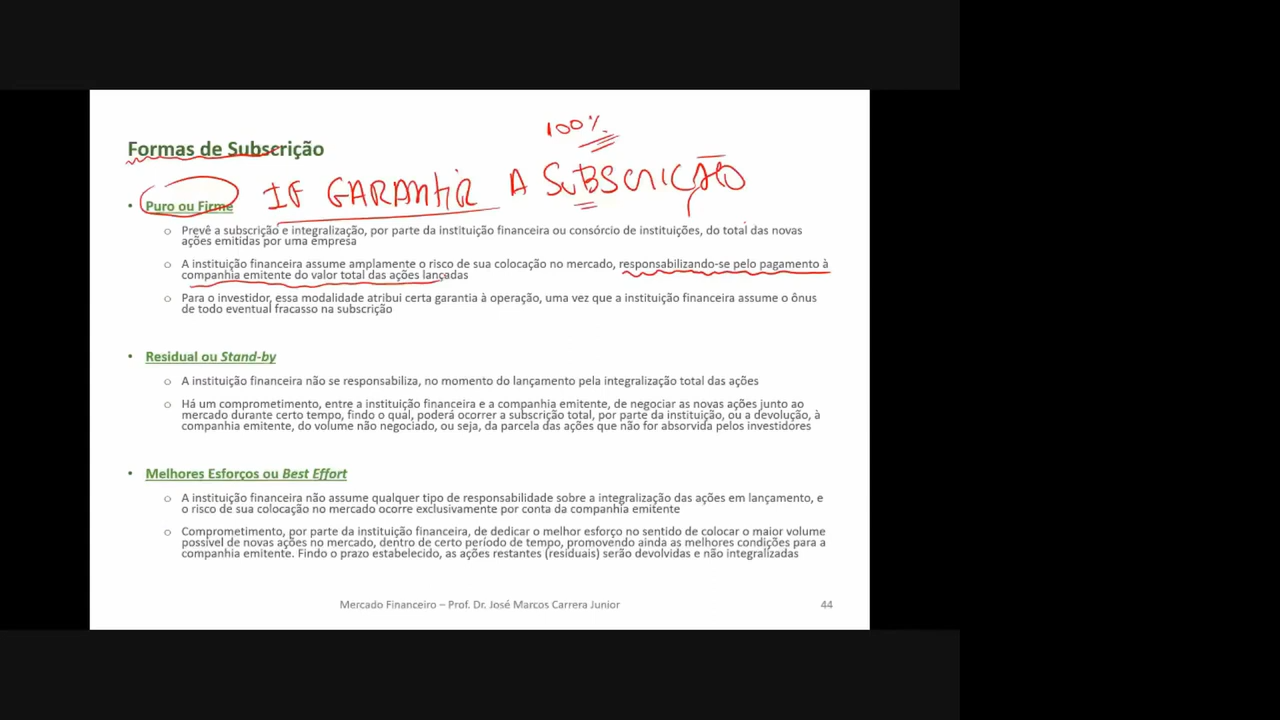 100%
Formas de Subscrição
IF GARANTIR A SUBSCRIÇÃO
• Puro ou Firme
o Prevê a subscrição e integralização, por parte da instituição financeira ou consórcio de instituições, do total das novas
ações emitidas por uma empresa
o A instituição financeira assume amplamente o risco de sua colocação no mercado, responsabilizando-se pelo pagamento à
companhia emitente do valor total das ações lançadas
o Para o investidor, essa modalidade atribui certa garantia à operação, uma vez que a instituição financeira assume o ônus
de todo eventual fracasso na subscrição
• Residual ou Stand-by
o A instituição financeira não se responsabiliza, no momento do lançamento pela integralização total das ações
o Há um comprometimento, entre a instituição financeira e a companhia emitente, de negociar as novas ações junto ao
mercado durante certo tempo, findo o qual, poderá ocorrer a subscrição total, por parte da instituição, ou a devolução, à
companhia emitente, do volume não negociado, ou seja, da parcela das ações que não for absorvida pelos investidores
• Melhores Esforços ou Best Effort
o A instituição financeira não assume qualquer tipo de responsabilidade sobre a integralização das ações em lançamento, e
o risco de sua colocação no mercado ocorre exclusivamente por conta da companhia emitente
o Comprometimento, por parte da instituição financeira, de dedicar o melhor esforço no sentido de colocar o maior volume
possível de novas ações no mercado, dentro de certo período de tempo, promovendo ainda as melhores condições para a
companhia emitente. Findo o prazo estabelecido, as ações restantes (residuais) serão devolvidas e não integralizadas
Mercado Financeiro – Prof. Dr. José Marcos Carrera Junior
44